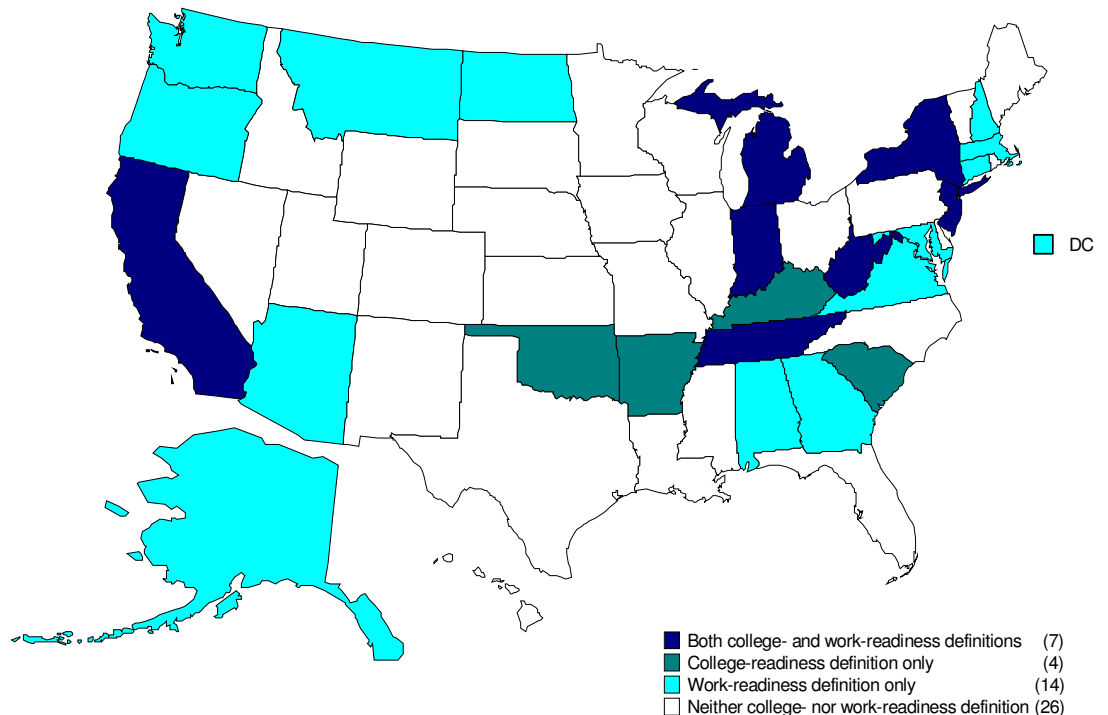 DC
Both college- and work-readiness definitions (7)
College-readiness definition only (4)
Work-readiness definition only (14)
Neither college- nor work-readiness definition (26)